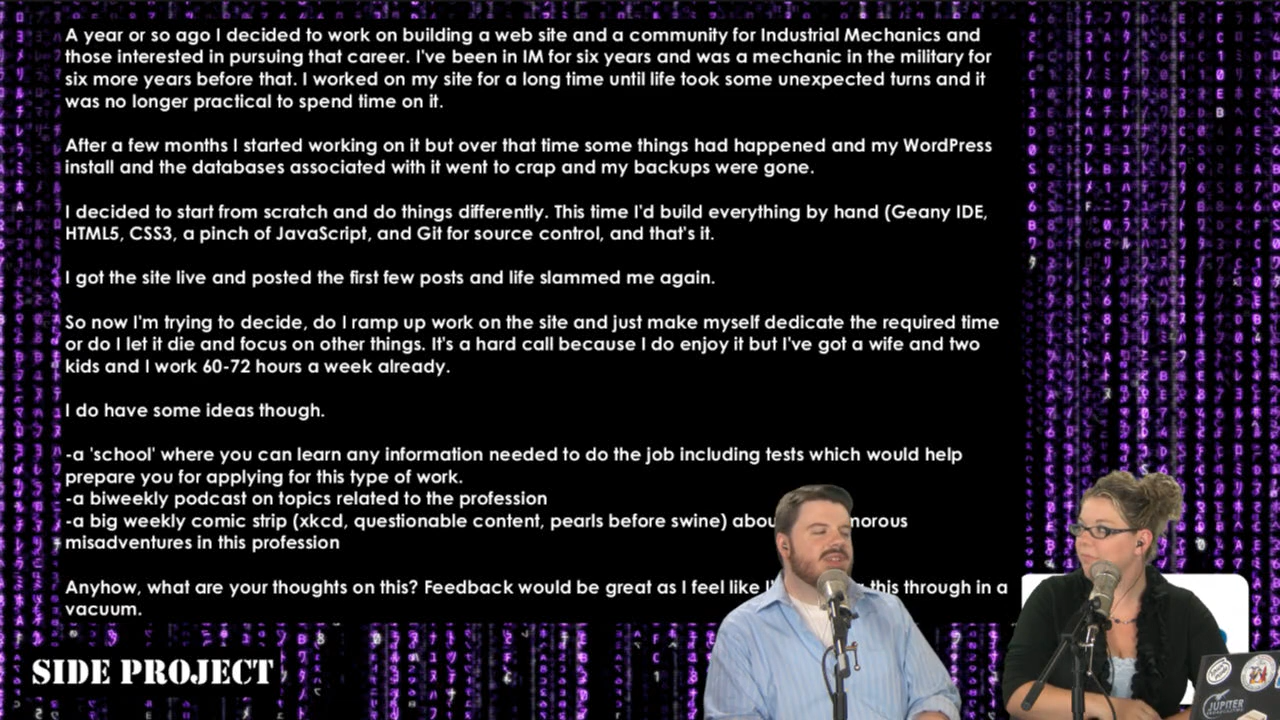 A year or so ago I decided to work on building a web site and a community for Industrial Mechanics and
those interested in pursuing that career. I've been in IM for six years and was a mechanic in the military for
six more years before that. I worked on my site for a long time until life took some unexpected turns and it
was no longer practical to spend time on it.
After a few months I started working on it but over that time some things had happened and my WordPress
install and the databases associated with it went to crap and my backups were gone.
I decided to start from scratch and do things differently. This time I'd build everything by hand (Geany IDE,
HTML5, CSS3, a pinch of JavaScript, and Git for source control, and that's it.
I got the site live and posted the first few posts and life slammed me again.
So now I'm trying to decide, do I ramp up work on the site and just make myself dedicate the required time
or do I let it die and focus on other things. It's a hard call because I do enjoy it but I've got a wife and two
kids and I work 60-72 hours a week already.
I do have some ideas though.
-a 'school' where you can learn any information needed to do the job including tests which would help
prepare you for applying for this type of work.
-a biweekly podcast on topics related to the profession
-a big weekly comic strip (xkcd, questionable content, pearls before swine)
misadventures in this profession
Anyhow, what are your thoughts on this? Feedback would be great as I feel like this through in a
vacuum.
SIDE PROJECT
JUPITER